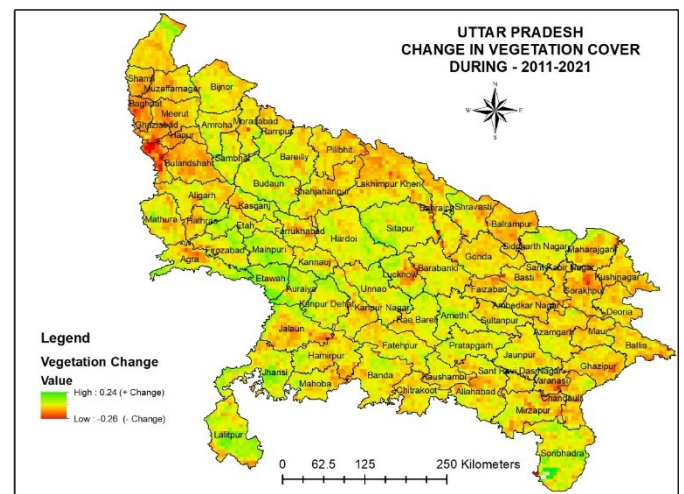 UTTAR PRADESH
CHANGE IN VEGETATION COVER
DURING - 2011-2021
N
W E
S
Shamli
Muzaffarnagar
Bijnor
Baghpat
Meerut
Ghaziabad
Hapur
Amroha
Moradabad
Rampur
Sambhal
Bareilly
Pilibhit
Bulandshahr
Budaun
Shahjahanpur
Lakhimpur Kheri
Aligarh
Kasganj
Bahraich
Shravasti
Balrampur
Mathura
Hathras
Etah
Farrukhabad
Hardoi
Sitapur
Siddharth Nagar
Maharajganj
Agra
Firozabad
Mainpuri
Kannauj
Lucknow
Barabanki
Gonda
Basti
Sant Kabir Nagar
Kushinagar
Gorakhpur
Etawah
Auraiya
Unnao
Faizabad
Deoria
Kanpur Dehat
Kanpur Nagar
Rae Bareli
Amethi
Sultanpur
Ambedkar Nagar
Azamgarh
Mau
Ballia
Jalaun
Hamirpur
Fatehpur
Pratapgarh
Jaunpur
Ghazipur
Jhansi
Mahoba
Banda
Chitrakoot
Kaushambi
Allahabad
Sant Ravi Das Nagar
Varanasi
Chandauli
Mirzapur
Lalitpur
Sonbhadra
Legend
Vegetation Change
Value
High : 0.24 (+ Change)
Low : -0.26 (- Change)
0 62.5 125 250 Kilometers